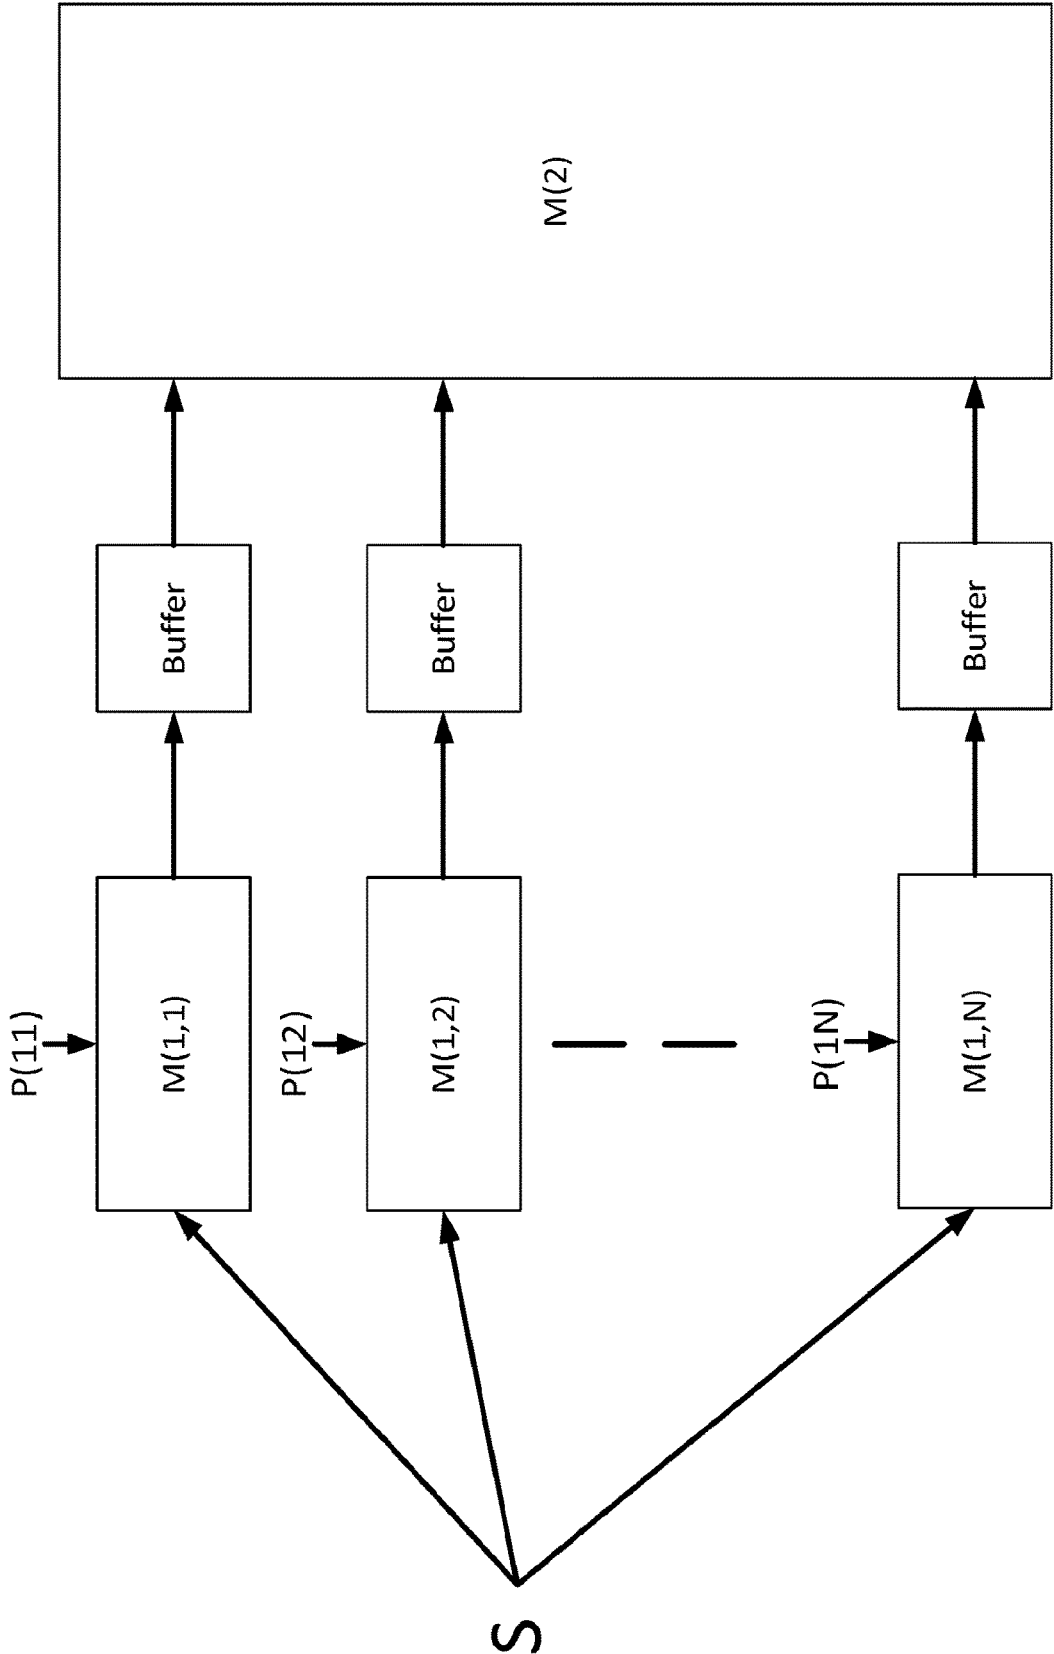 S
P(11)
M(1,1)
Buffer
P(12)
M(1,2)
Buffer
P(1N)
M(1,N)
Buffer
M(2)